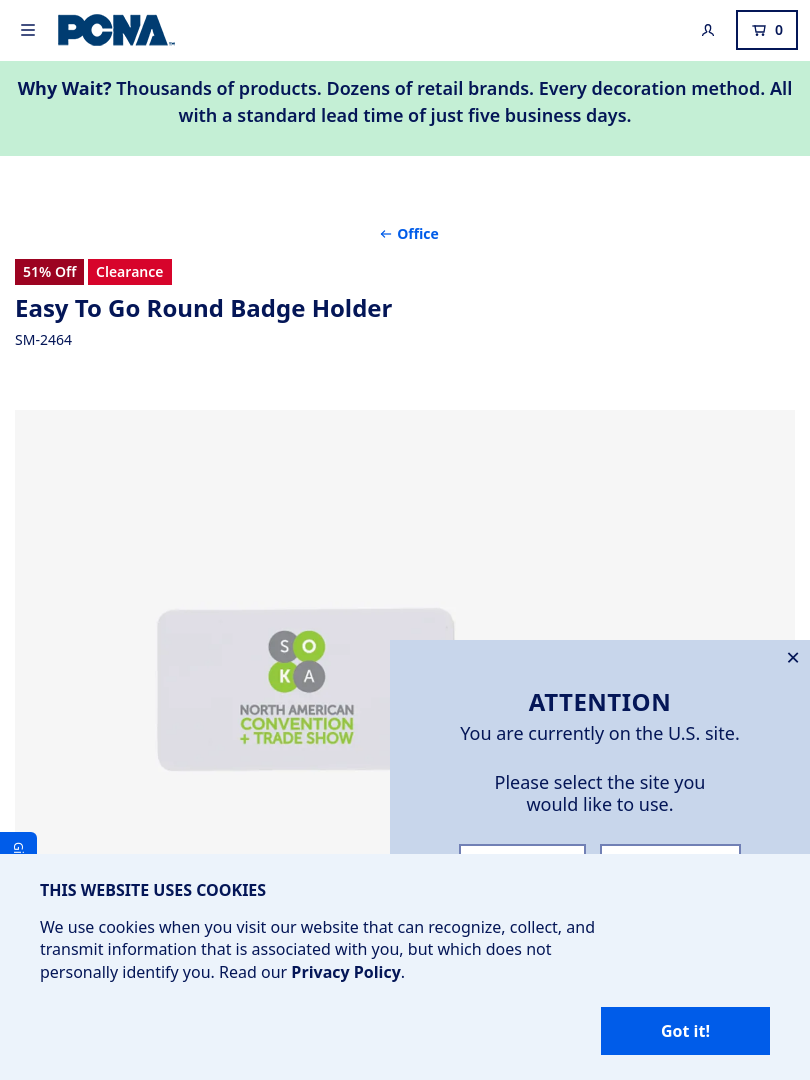 PCNA
0
Why Wait? Thousands of products. Dozens of retail brands. Every decoration method. All
with a standard lead time of just five business days.
← Office
51% Off Clearance
Easy To Go Round Badge Holder
SM-2464
S O
K A
NORTH AMERICAN
CONVENTION
+ TRADE SHOW
ATTENTION
You are currently on the U.S. site.
Please select the site you
would like to use.
THIS WEBSITE USES COOKIES
We use cookies when you visit our website that can recognize, collect, and
transmit information that is associated with you, but which does not
personally identify you. Read our Privacy Policy.
Got it!